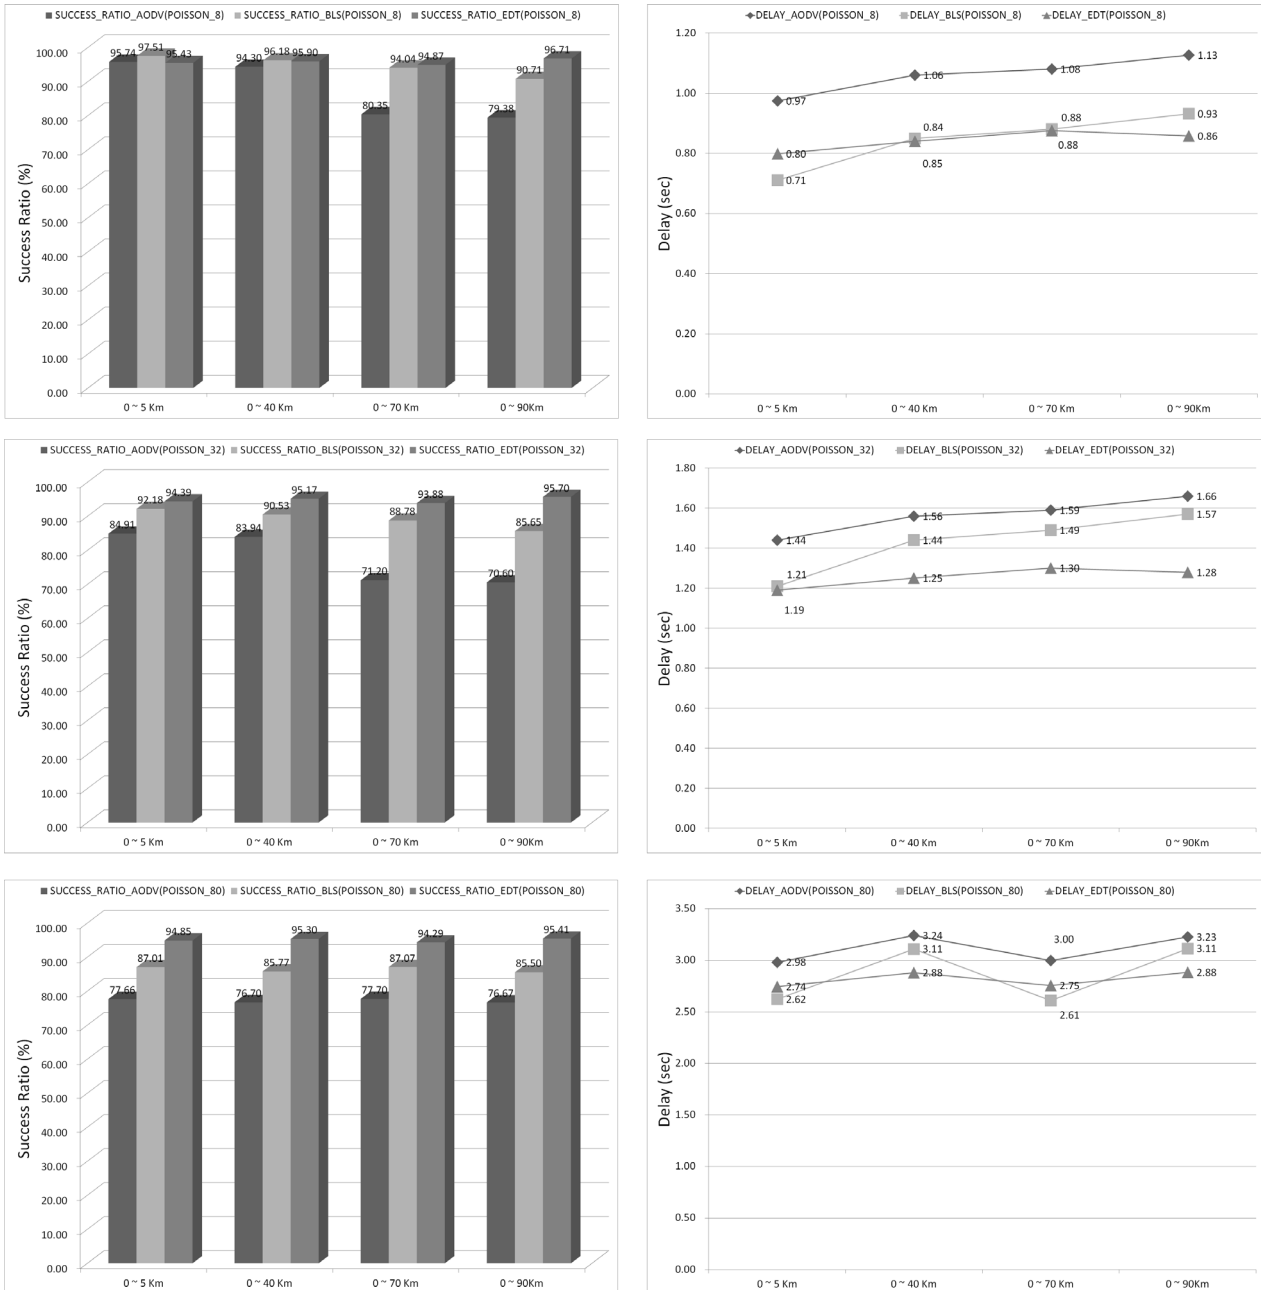 SUCCESS_RATIO_AODV(POISSON_8) SUCCESS_RATIO_BLS(POISSON_8) SUCCESS_RATIO_EDT(POISSON_8)
Success Ratio (%)
100.00
90.00
80.00
70.00
60.00
50.00
40.00
30.00
20.00
10.00
0.00
95.74 97.51 95.43 94.30 96.18 95.90 80.35 94.04 94.87 79.38 90.71 96.71
0 ~ 5 Km 0 ~ 40 Km 0 ~ 70 Km 0 ~ 90Km
DELAY_AODV(POISSON_8) DELAY_BLS(POISSON_8) DELAY_EDT(POISSON_8)
Delay (sec)
1.20
1.00
0.80
0.60
0.40
0.20
0.00
0.97 1.06 1.08 1.13
0.71 0.84 0.88 0.93
0.80 0.85 0.88 0.86
0 ~ 5 Km 0 ~ 40 Km 0 ~ 70 Km 0 ~ 90Km
SUCCESS_RATIO_AODV(POISSON_32) SUCCESS_RATIO_BLS(POISSON_32) SUCCESS_RATIO_EDT(POISSON_32)
Success Ratio (%)
100.00
90.00
80.00
70.00
60.00
50.00
40.00
30.00
20.00
10.00
0.00
84.91 92.18 94.39 83.94 90.53 95.17 71.20 88.78 93.88 70.60 85.65 95.70
0 ~ 5 Km 0 ~ 40 Km 0 ~ 70 Km 0 ~ 90Km
DELAY_AODV(POISSON_32) DELAY_BLS(POISSON_32) DELAY_EDT(POISSON_32)
Delay (sec)
1.80
1.60
1.40
1.20
1.00
0.80
0.60
0.40
0.20
0.00
1.44 1.56 1.59 1.66
1.21 1.44 1.49 1.57
1.19 1.25 1.30 1.28
0 ~ 5 Km 0 ~ 40 Km 0 ~ 70 Km 0 ~ 90Km
SUCCESS_RATIO_AODV(POISSON_80) SUCCESS_RATIO_BLS(POISSON_80) SUCCESS_RATIO_EDT(POISSON_80)
Success Ratio (%)
100.00
90.00
80.00
70.00
60.00
50.00
40.00
30.00
20.00
10.00
0.00
77.66 87.01 94.85 76.70 85.77 95.30 77.70 87.07 94.29 76.67 85.50 95.41
0 ~ 5 Km 0 ~ 40 Km 0 ~ 70 Km 0 ~ 90Km
DELAY_AODV(POISSON_80) DELAY_BLS(POISSON_80) DELAY_EDT(POISSON_80)
Delay (sec)
3.50
3.00
2.50
2.00
1.50
1.00
0.50
0.00
2.98 3.24 3.00 3.23
2.62 3.11 2.61 3.11
2.74 2.88 2.75 2.88
0 ~ 5 Km 0 ~ 40 Km 0 ~ 70 Km 0 ~ 90Km